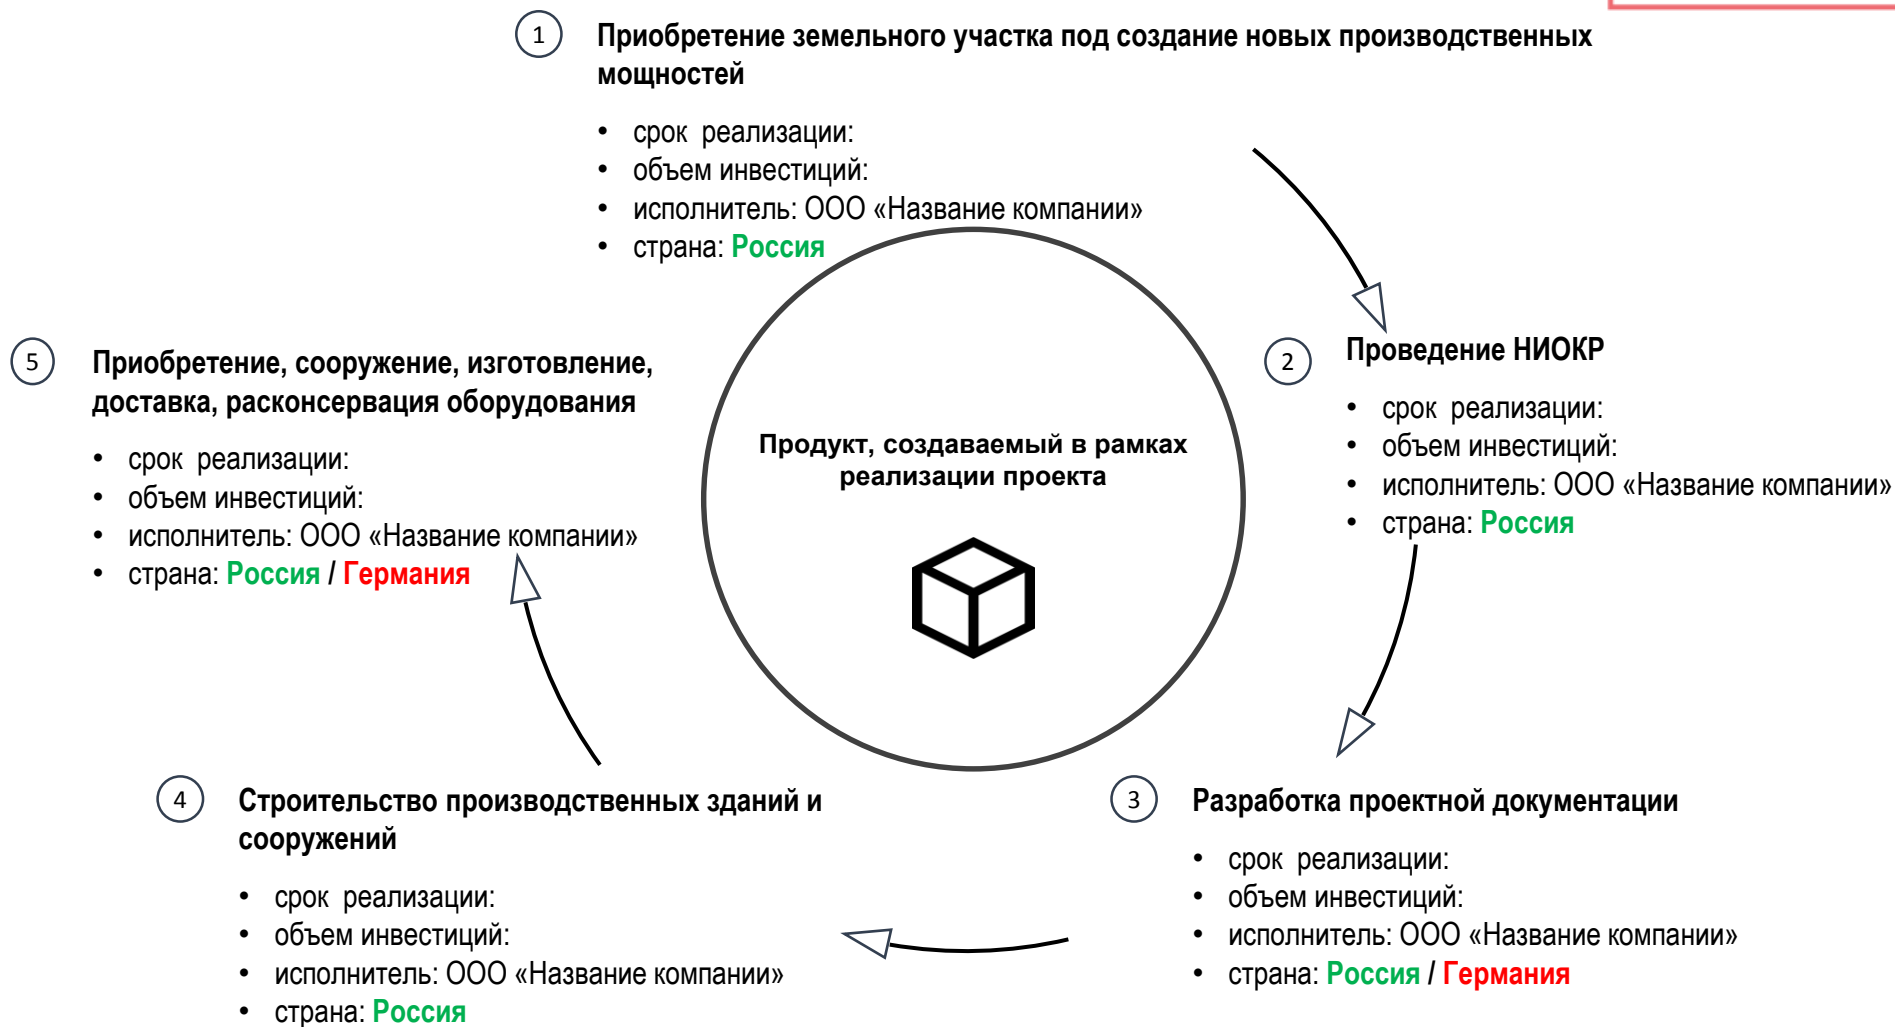 1
Приобретение земельного участка под создание новых производственных
мощностей
• срок реализации:
• объем инвестиций:
• исполнитель: ООО «Название компании»
• страна: Россия
2
Проведение НИОКР
• срок реализации:
• объем инвестиций:
• исполнитель: ООО «Название компании»
• страна: Россия
3
Разработка проектной документации
• срок реализации:
• объем инвестиций:
• исполнитель: ООО «Название компании»
• страна: Россия / Германия
4
Строительство производственных зданий и
сооружений
• срок реализации:
• объем инвестиций:
• исполнитель: ООО «Название компании»
• страна: Россия
5
Приобретение, сооружение, изготовление,
доставка, расконсервация оборудования
• срок реализации:
• объем инвестиций:
• исполнитель: ООО «Название компании»
• страна: Россия / Германия
Продукт, создаваемый в рамках
реализации проекта